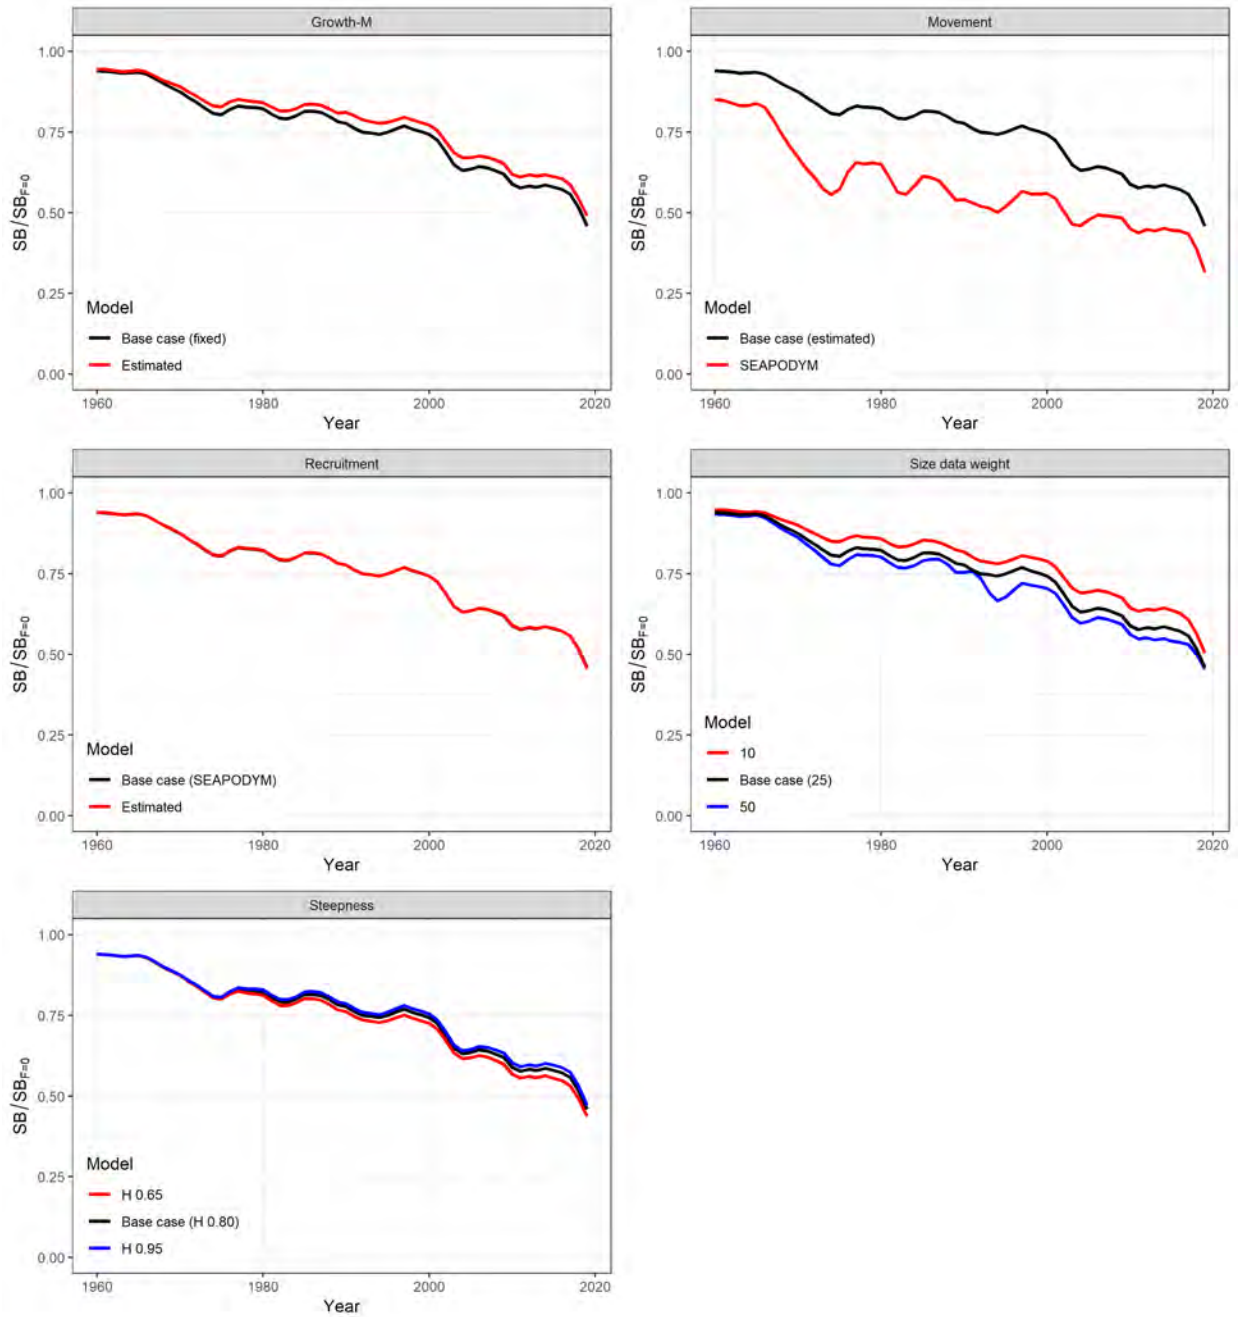 Growth-M
1.00
0.75
0.50
0.25
0.00
SB/SB_F=0
Model
Base case (fixed)
Estimated
1960 1980 2000 2020
Year
Movement
1.00
0.75
0.50
0.25
0.00
SB/SB_F=0
Model
Base case (estimated)
SEAPODYM
1960 1980 2000 2020
Year
Recruitment
1.00
0.75
0.50
0.25
0.00
SB/SB_F=0
Model
Base case (SEAPODYM)
Estimated
1960 1980 2000 2020
Year
Size data weight
1.00
0.75
0.50
0.25
0.00
SB/SB_F=0
Model
10
Base case (25)
50
1960 1980 2000 2020
Year
Steepness
1.00
0.75
0.50
0.25
0.00
SB/SB_F=0
Model
H 0.65
Base case (H 0.80)
H 0.95
1960 1980 2000 2020
Year